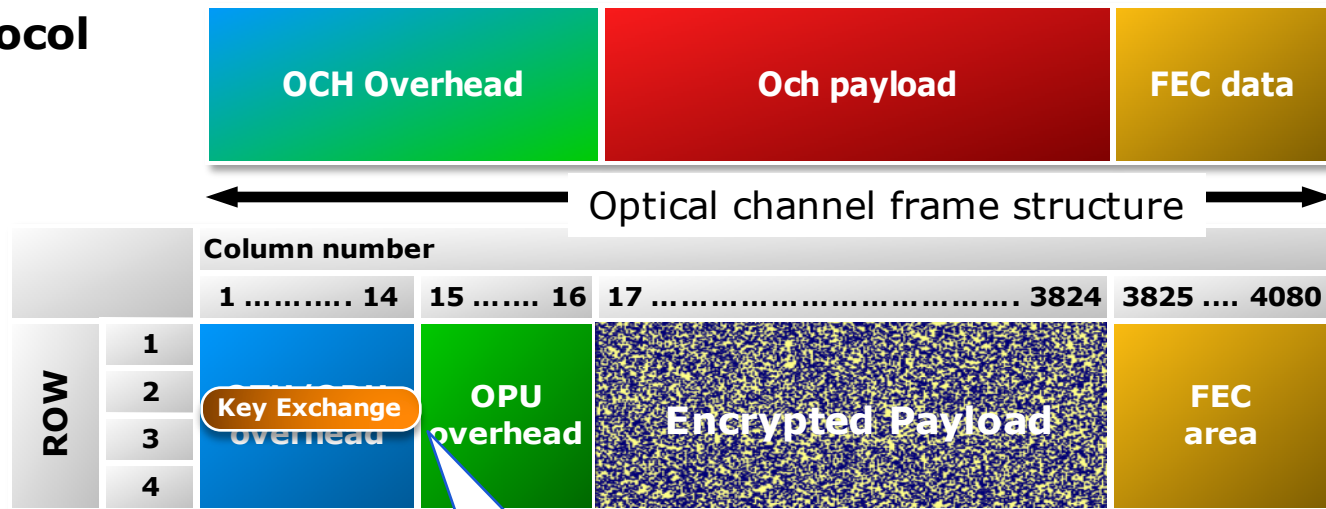 ocol
OCH Overhead
Och payload
FEC data
Optical channel frame structure
Column number
1 .......... 14
15 ....... 16
17 ........................................ 3824
3825 .... 4080
ROW
1
2
3
4
Key Exchange
overhead
OPU
overhead
Encrypted Payload
FEC
area